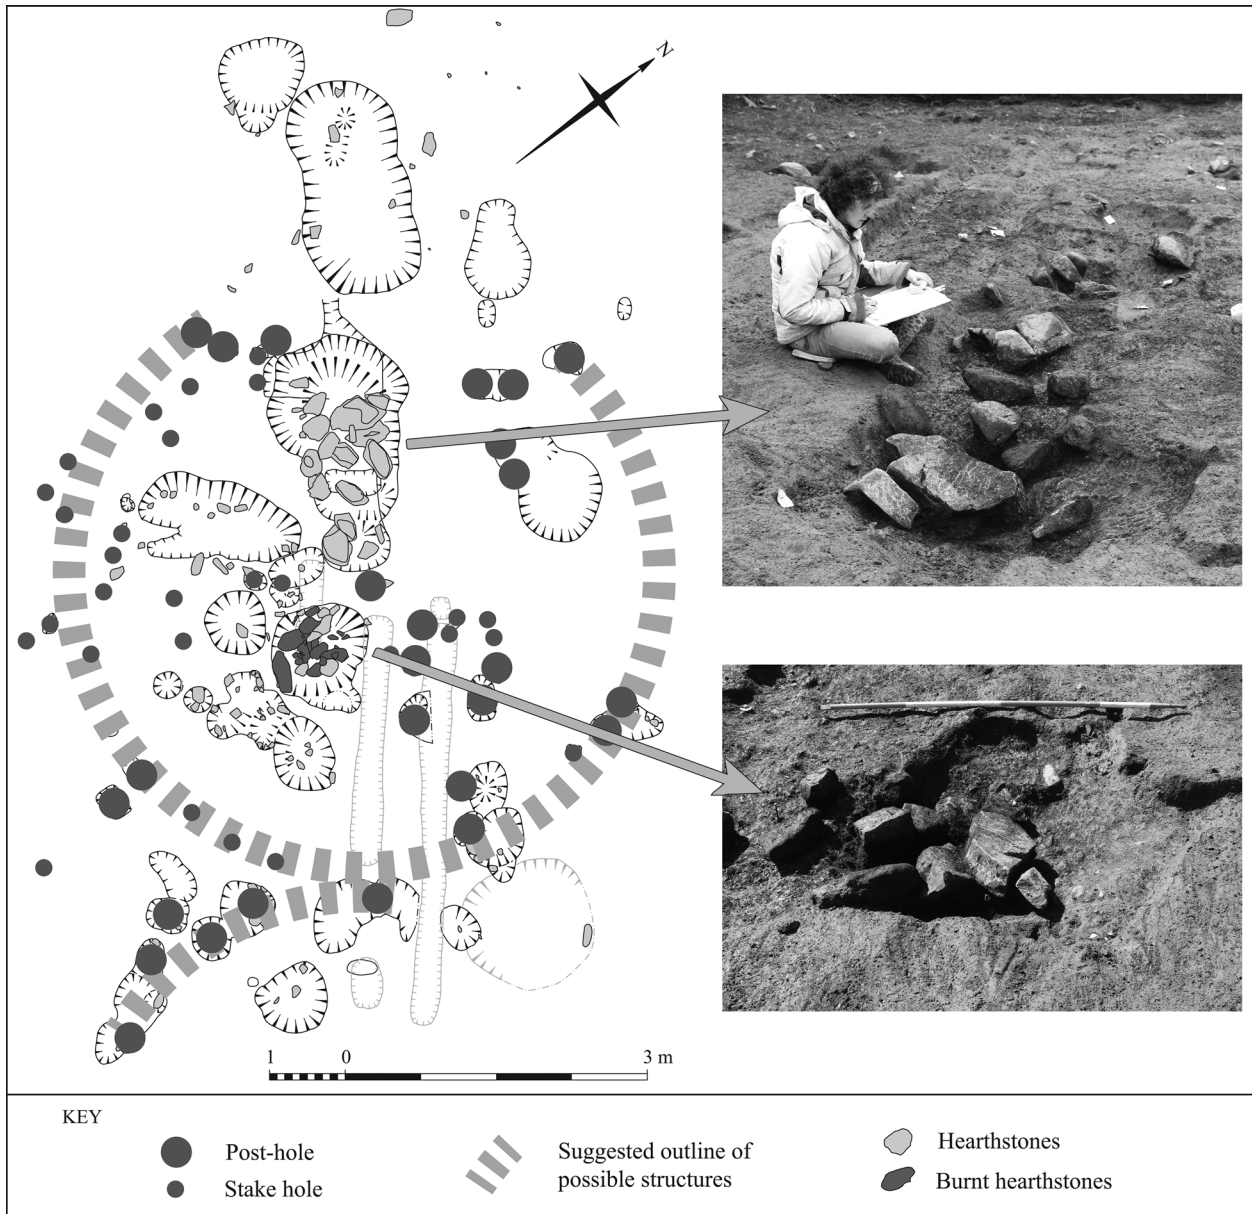 N
1 0 3 m
KEY
Post-hole
Stake hole
Suggested outline of
possible structures
Hearthstones
Burnt hearthstones